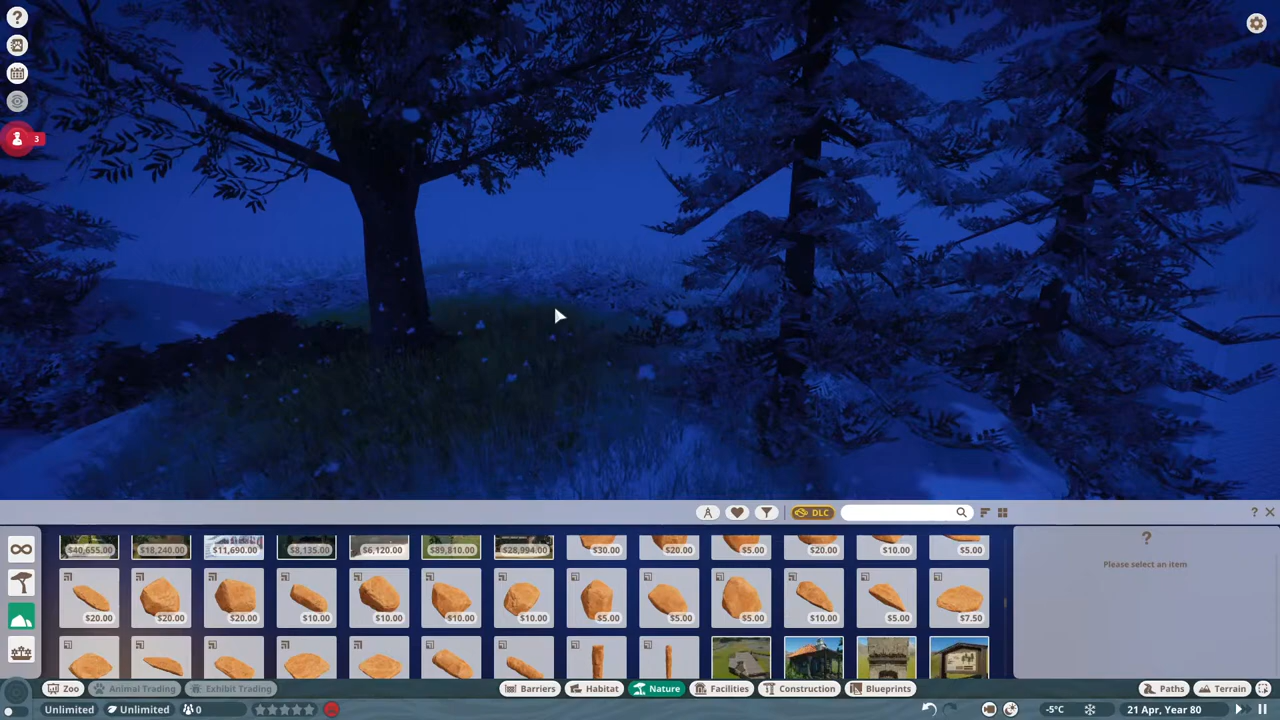 ?
3
DLC
?
$40,655.00 $18,240.00 $11,690.00 $8,135.00 $6,120.00 $89,810.00 $28,994.00 $30.00 $20.00 $5.00 $20.00 $10.00 $5.00
?
Please select an item
$20.00 $20.00 $20.00 $10.00 $10.00 $10.00 $10.00 $5.00 $5.00 $5.00 $10.00 $5.00 $7.50
Zoo Animal Trading Exhibit Trading Barriers Habitat Nature Facilities Construction Blueprints Paths Terrain
Unlimited Unlimited 0 -5°C 21 Apr, Year 80